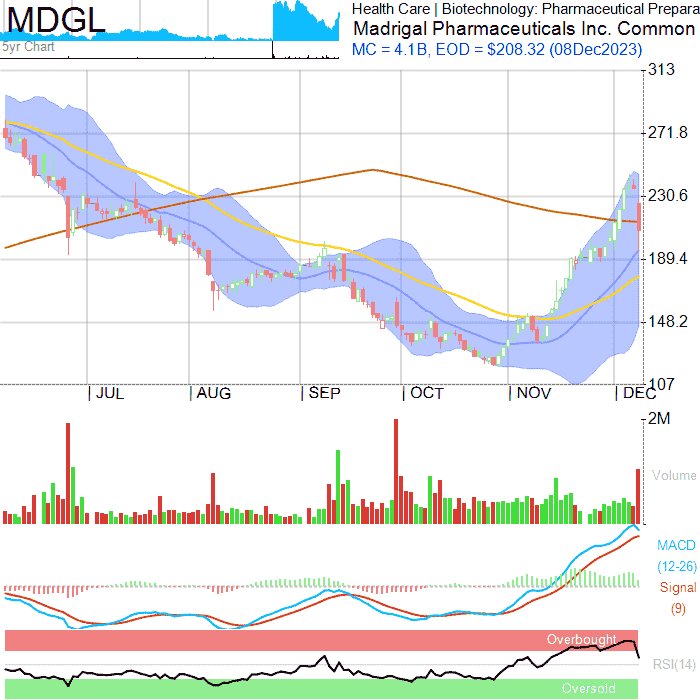 MDGL
5yr Chart
Health Care | Biotechnology: Pharmaceutical Prepara
Madrigal Pharmaceuticals Inc. Common
MC = 4.1B, EOD = $208.32 (08Dec2023)
313
271.8
230.6
189.4
148.2
107
JUL AUG SEP OCT NOV DEC
2M
Volume
MACD
(12-26)
Signal
(9)
Overbought
RSI(14)
Oversold